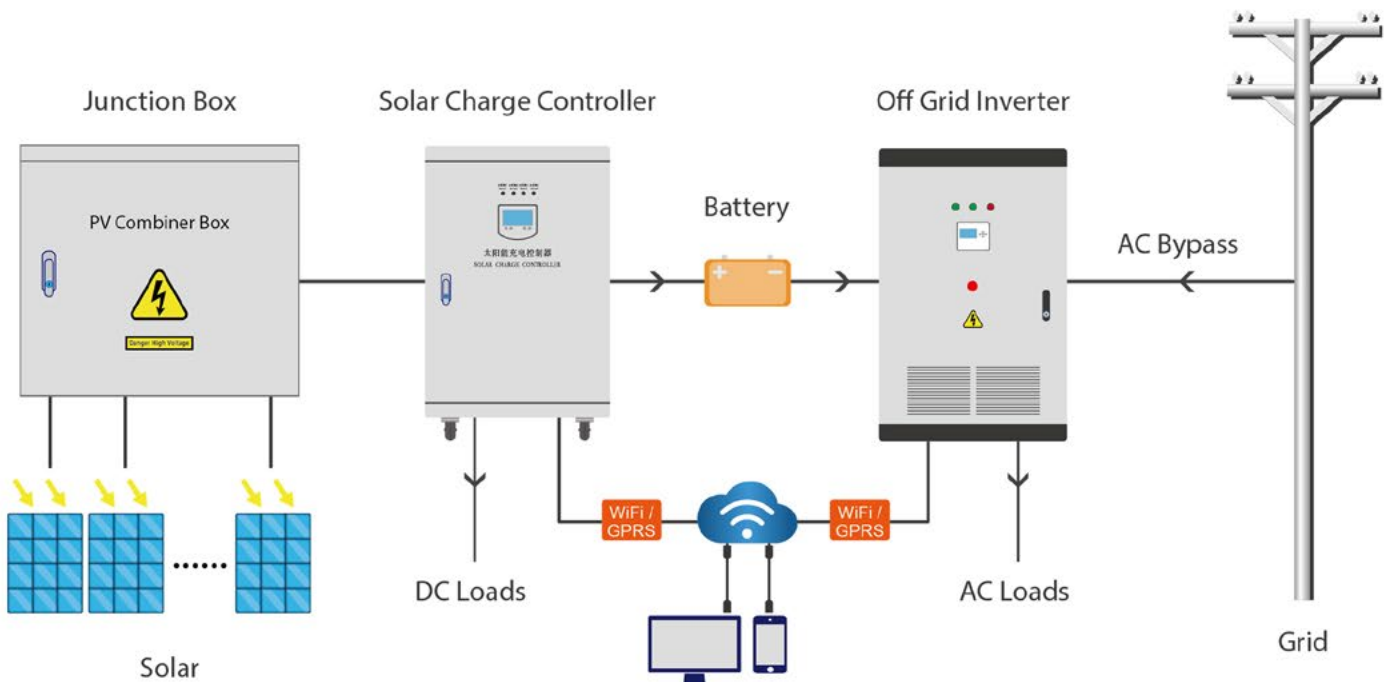 Junction Box
Solar Charge Controller
Off Grid Inverter
PV Combiner Box
Battery
AC Bypass
太阳能充电控制器
SOLAR CHARGE CONTROLLER
Danger High Voltage
WiFi /
GPRS
WiFi /
GPRS
DC Loads
AC Loads
Solar
Grid